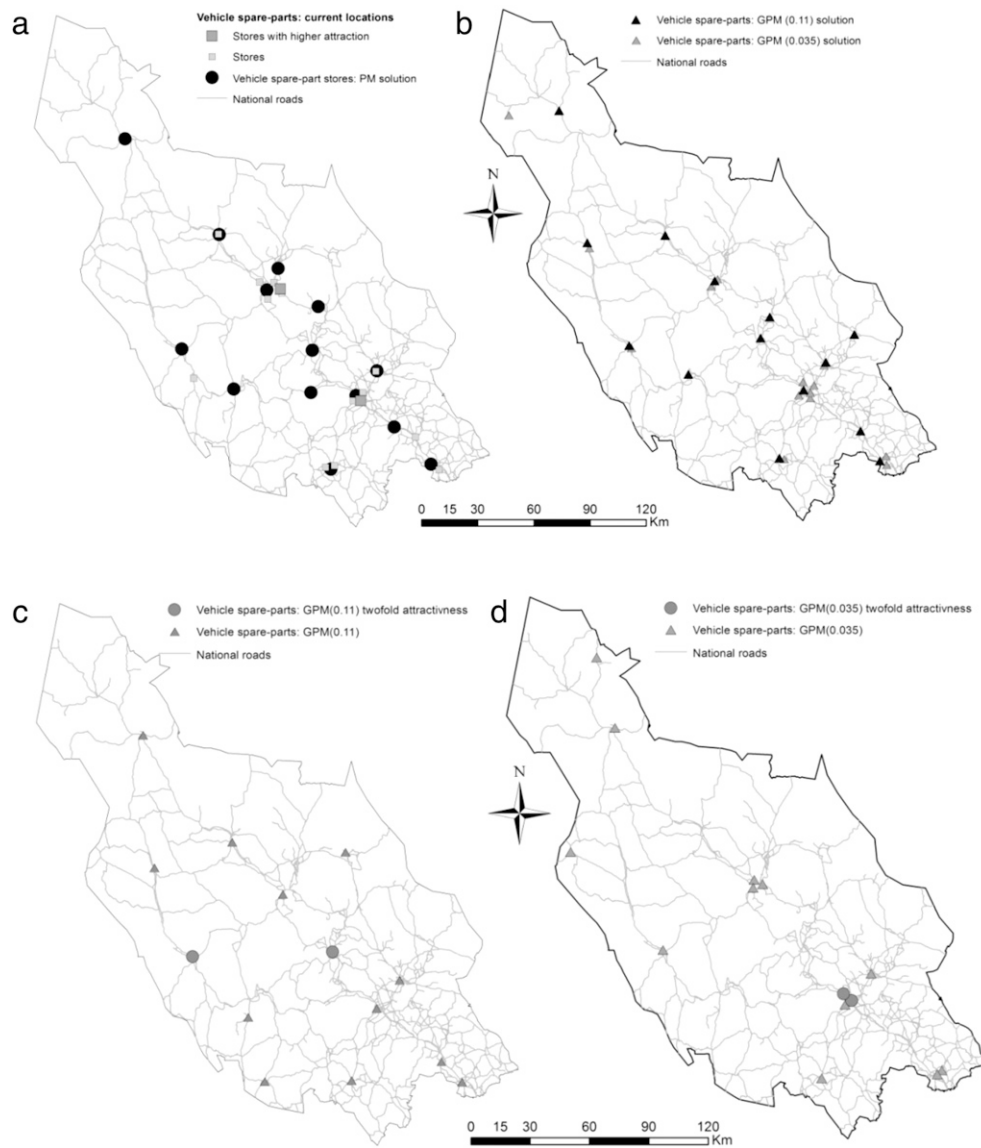 a
Vehicle spare-parts: current locations
Stores with higher attraction
Stores
Vehicle spare-part stores: PM solution
National roads
b
Vehicle spare-parts: GPM (0.11) solution
Vehicle spare-parts: GPM (0.035) solution
National roads
N
0 15 30 60 90 120
Km
c
Vehicle spare-parts: GPM(0.11) twofold attractivness
Vehicle spare-parts: GPM(0.11)
National roads
d
Vehicle spare-parts: GPM(0.035) twofold attractivness
Vehicle spare-parts: GPM(0.035)
National roads
N
0 15 30 60 90 120
Km